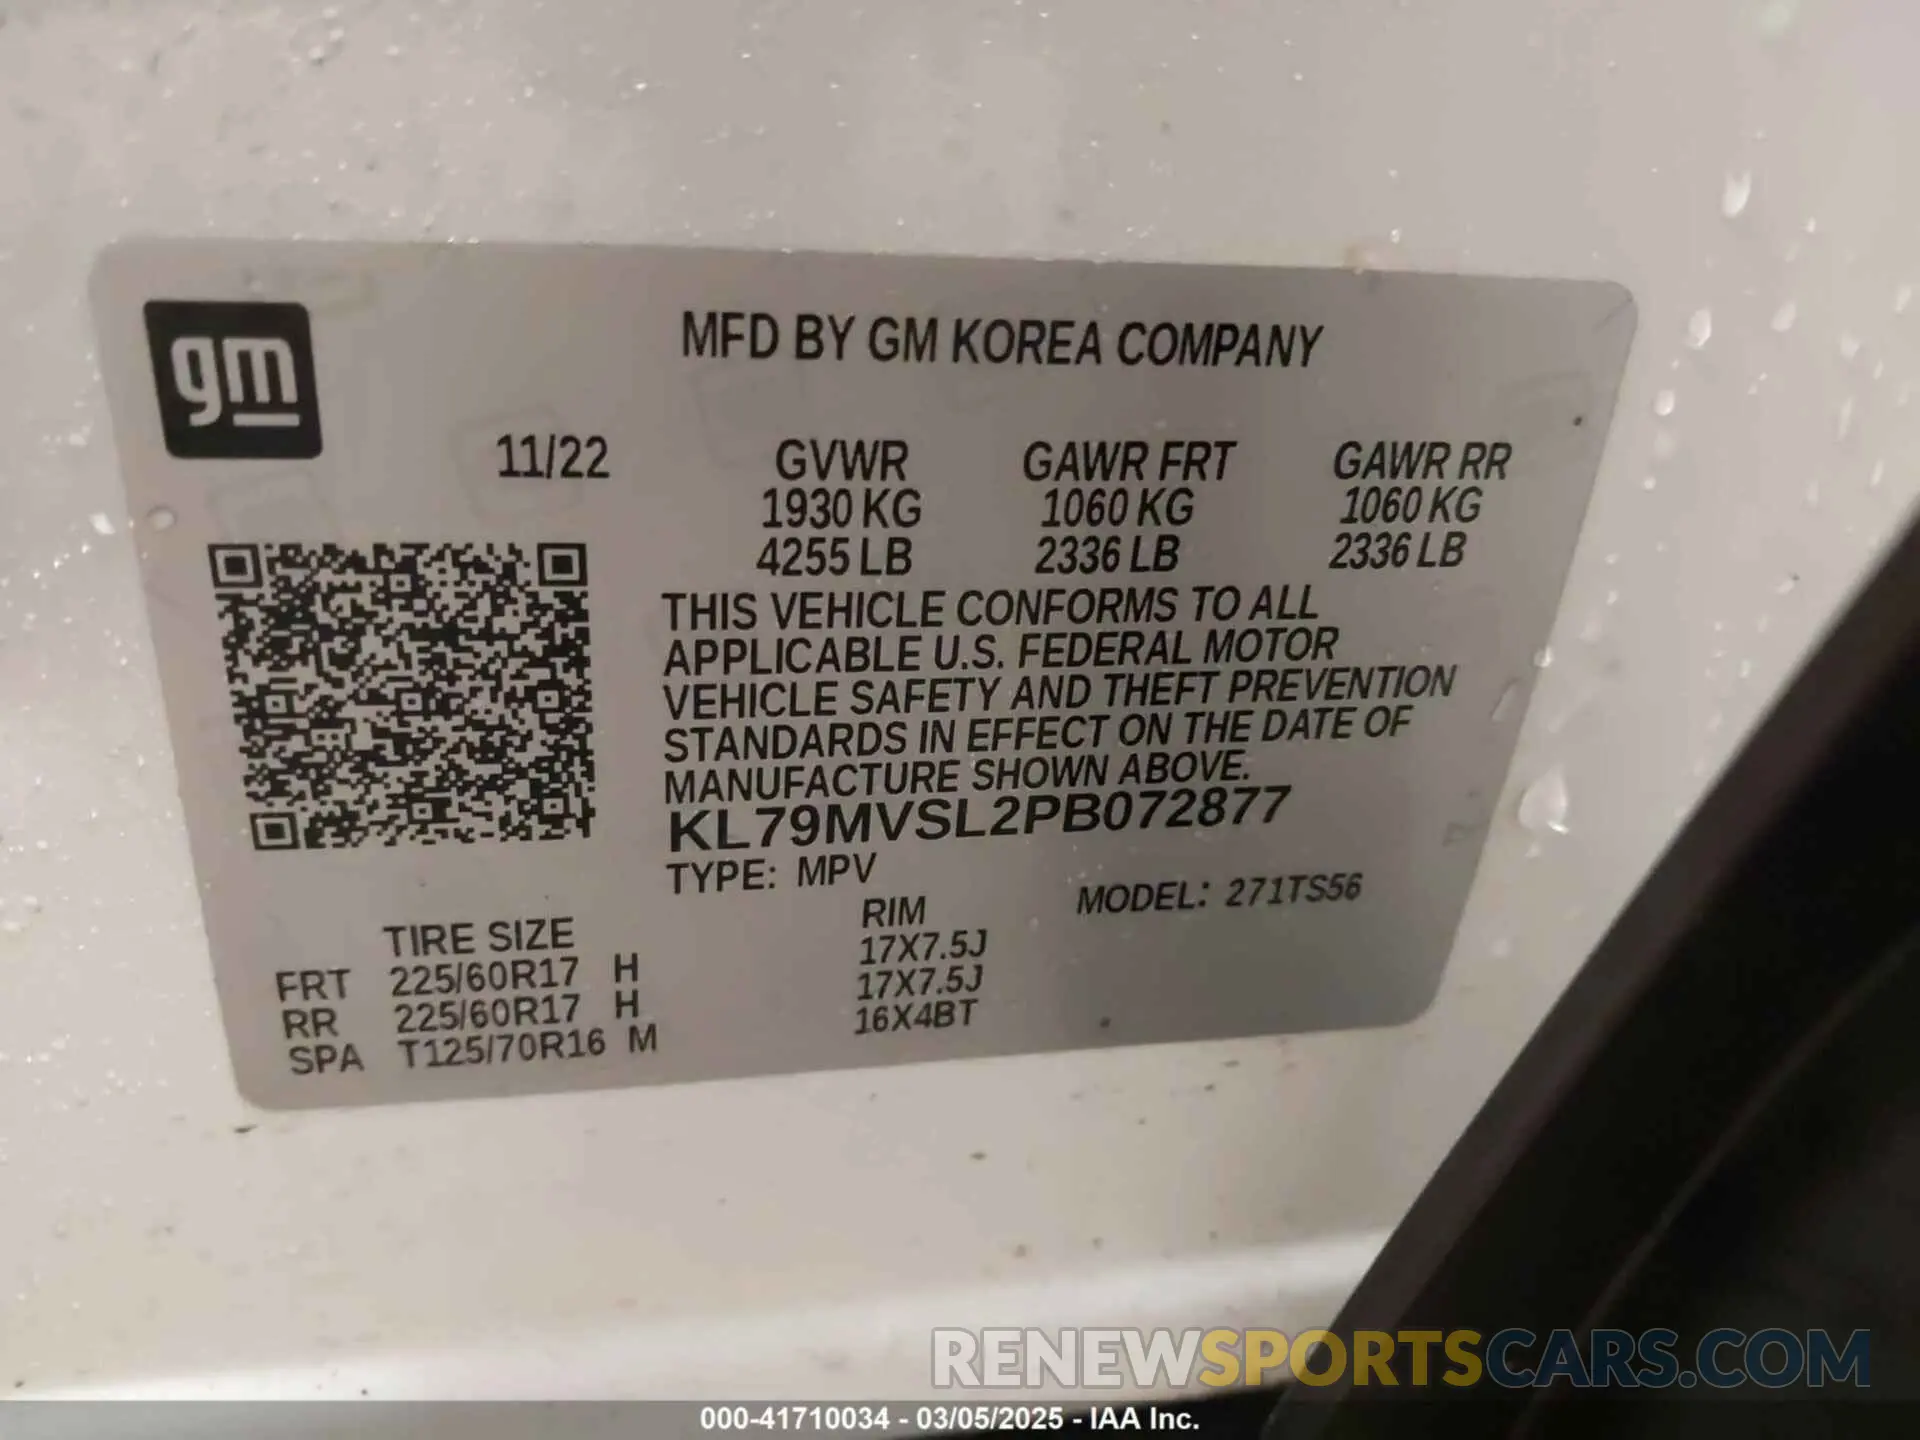 gm
MFD BY GM KOREA COMPANY
11/22 GVWR GAWR FRT GAWR RR
1930 KG 1060 KG 1060 KG
4255 LB 2336 LB 2336 LB
THIS VEHICLE CONFORMS TO ALL
APPLICABLE U.S. FEDERAL MOTOR
VEHICLE SAFETY AND THEFT PREVENTION
STANDARDS IN EFFECT ON THE DATE OF
MANUFACTURE SHOWN ABOVE.
KL79MVSL2PB072877
TYPE: MPV MODEL: 271TS56
TIRE SIZE RIM
FRT 225/60R17 H 17X7.5J
RR 225/60R17 H 17X7.5J
SPA T125/70R16 M 16X4BT
RENEWSPORTSCARS.COM
000-41710034 - 03/05/2025 - IAA Inc.